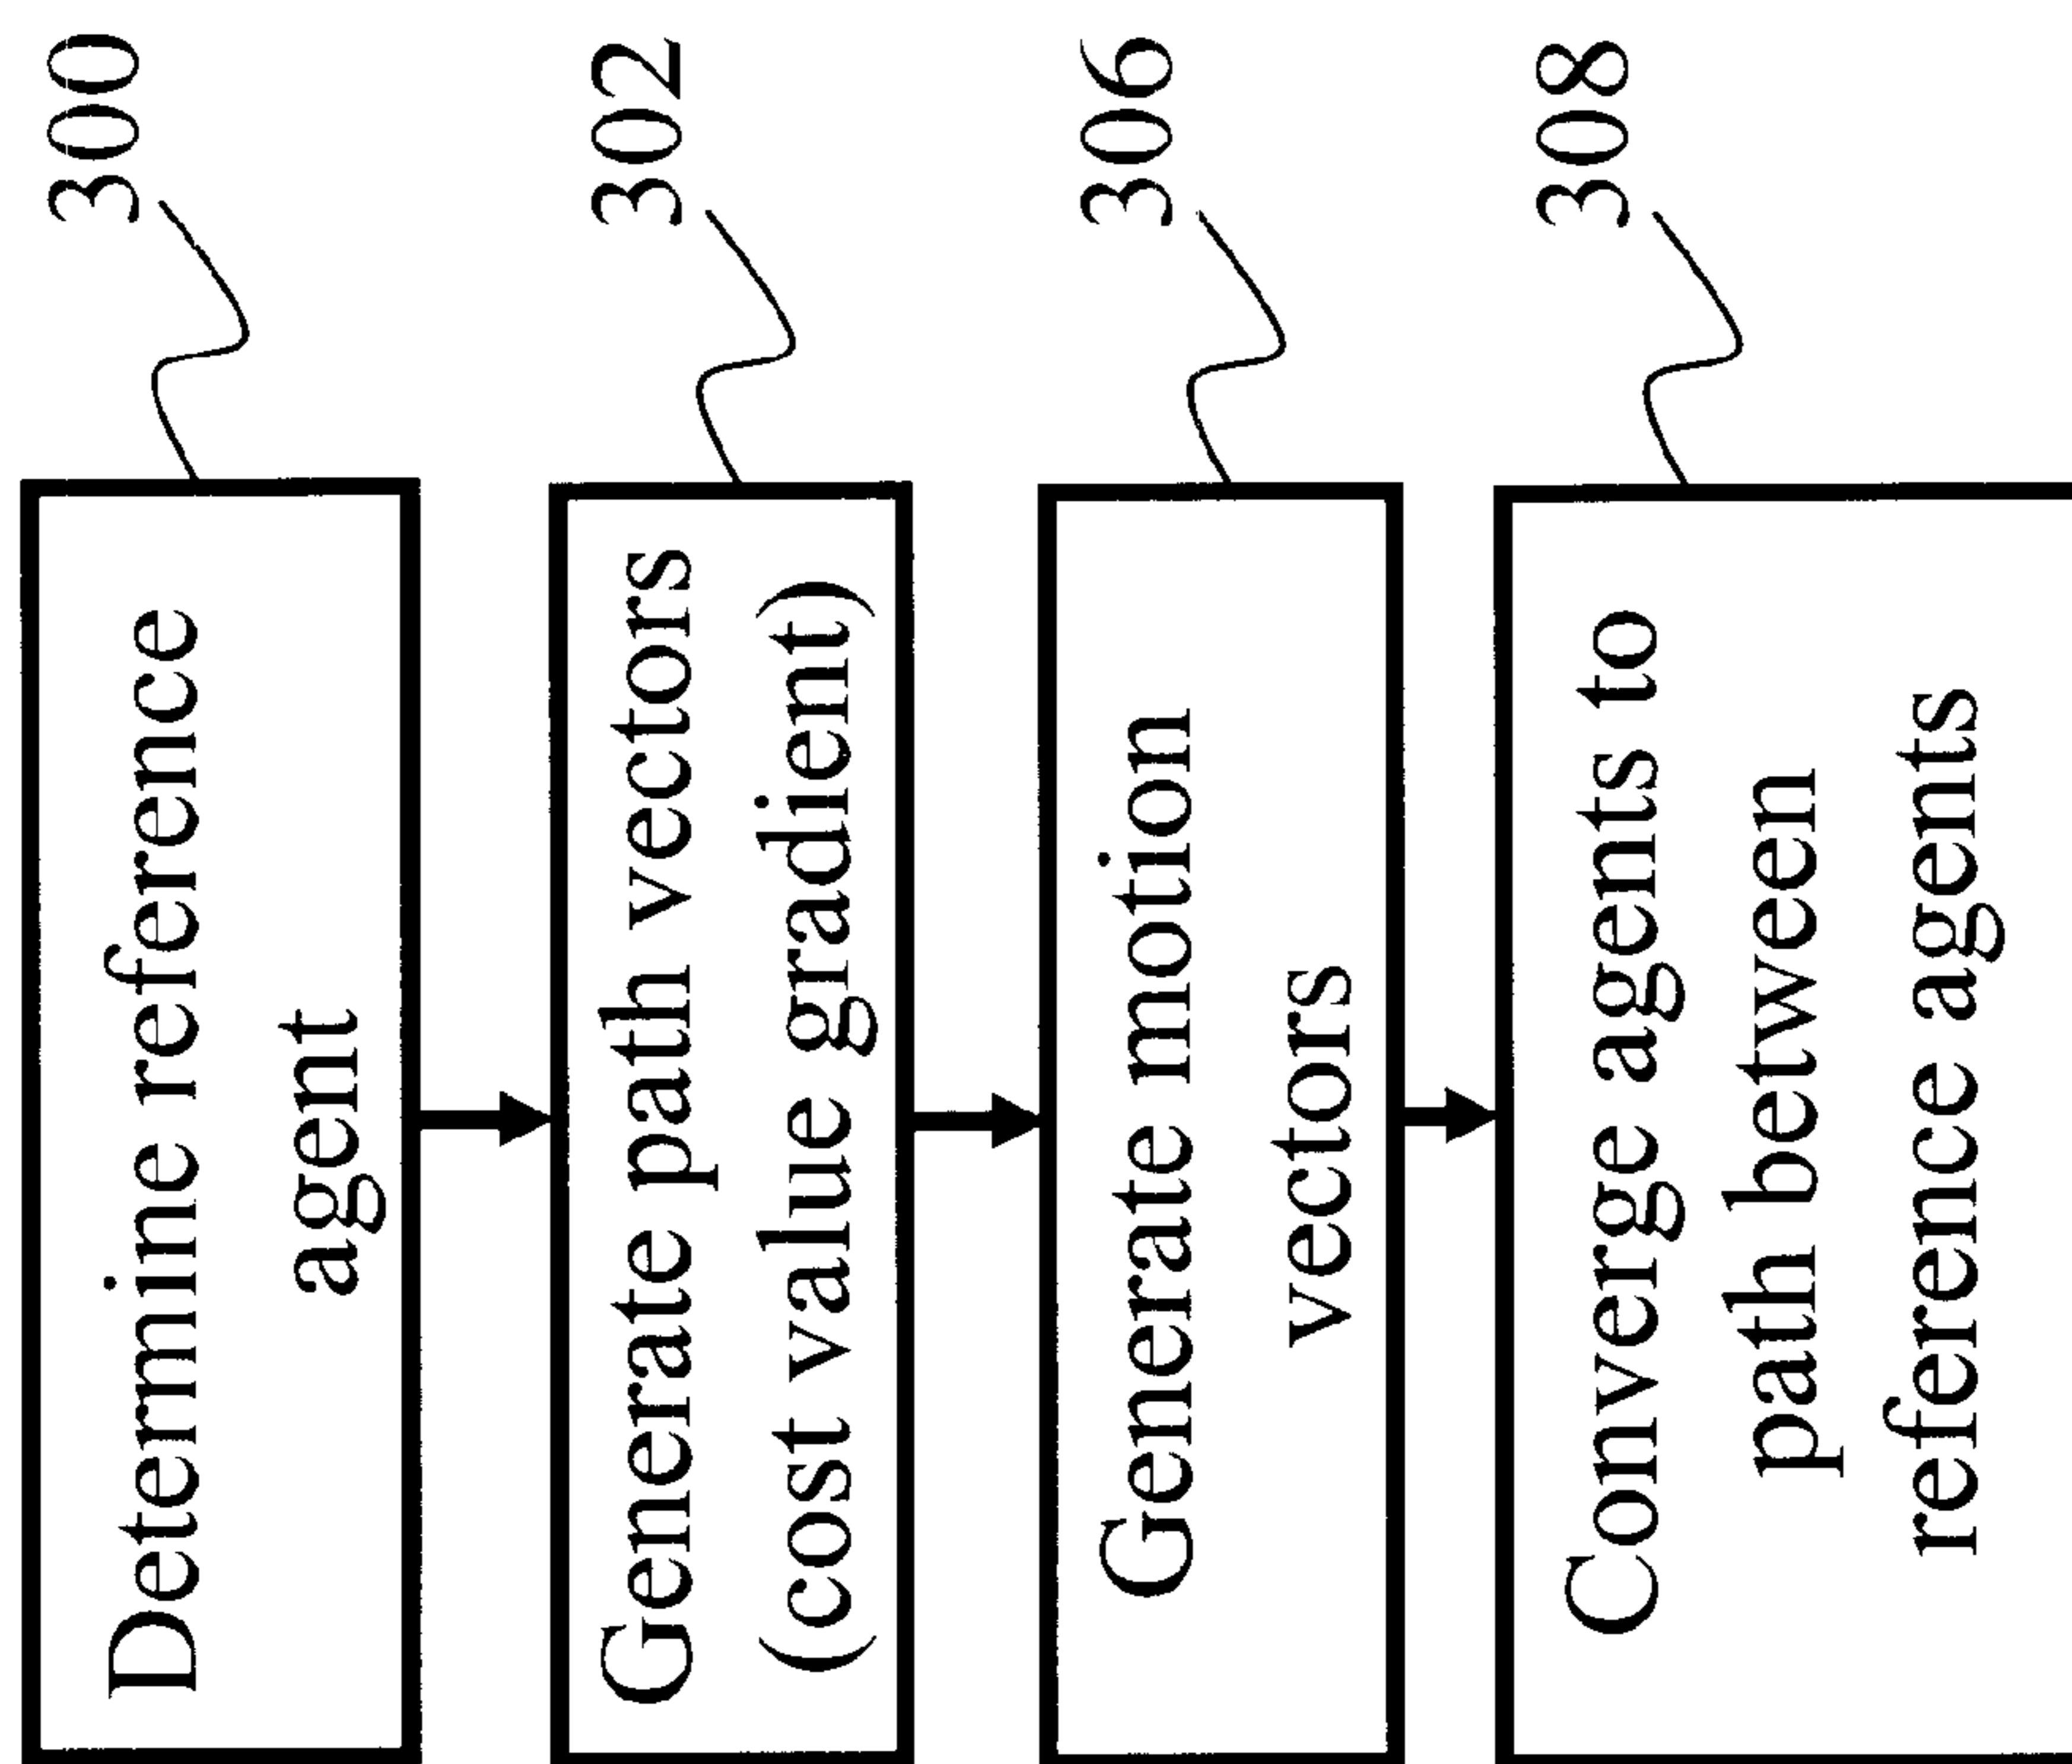 Determine reference
agent
300
Generate path vectors
(cost value gradient)
302
Generate motion
vectors
306
Converge agents to
path between
reference agents
308